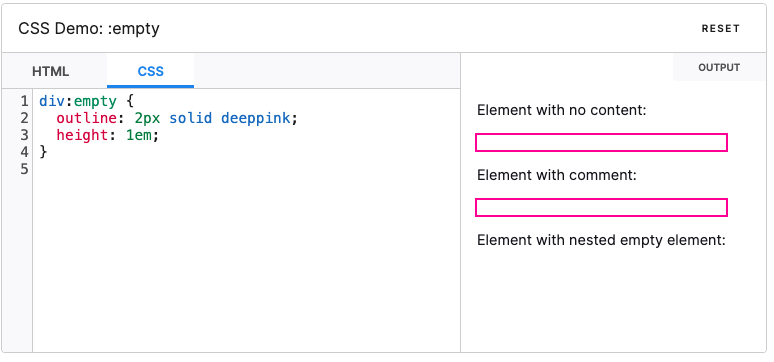 CSS Demo: :empty
RESET
HTML
CSS
OUTPUT
1 div:empty {
2   outline: 2px solid deeppink;
3   height: 1em;
4 }
5
Element with no content:
Element with comment:
Element with nested empty element: